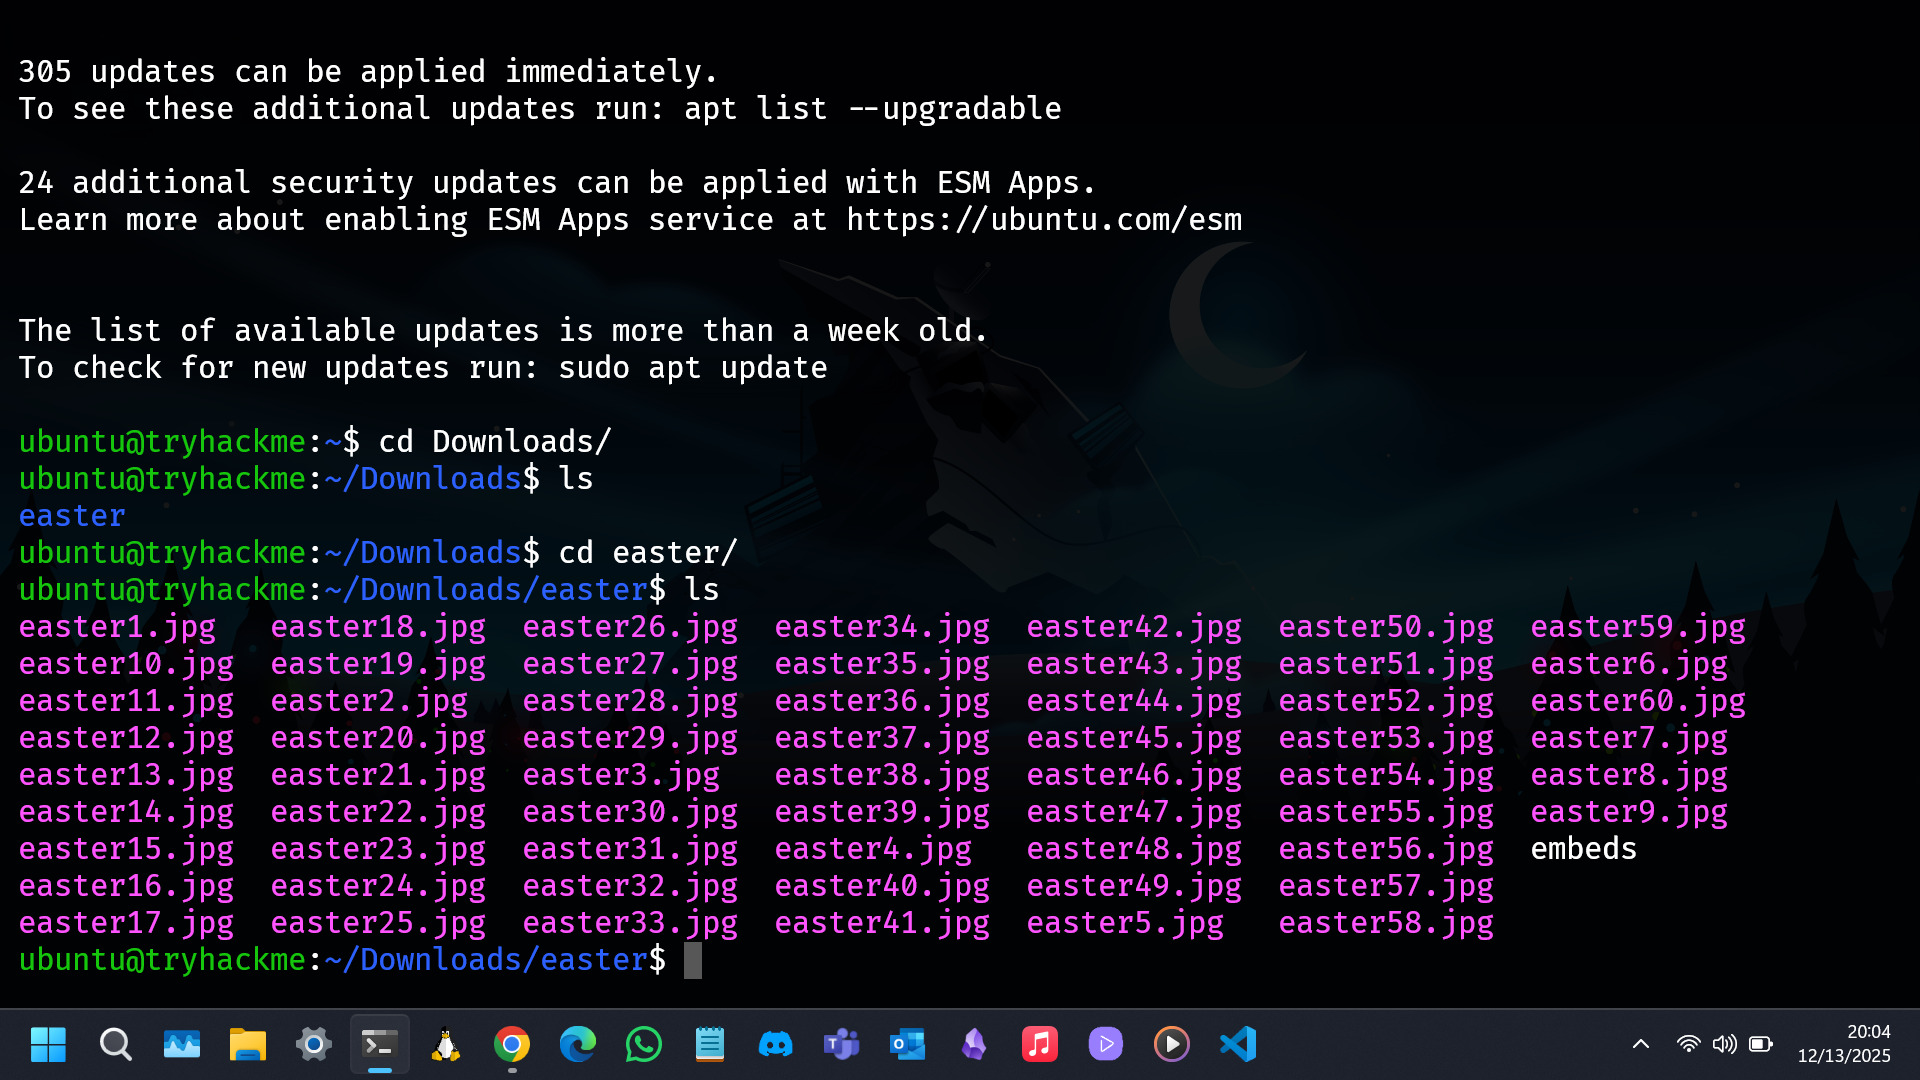 305 updates can be applied immediately.
To see these additional updates run: apt list --upgradable
24 additional security updates can be applied with ESM Apps.
Learn more about enabling ESM Apps service at https://ubuntu.com/esm
The list of available updates is more than a week old.
To check for new updates run: sudo apt update
ubuntu@tryhackme:~$ cd Downloads/
ubuntu@tryhackme:~/Downloads$ ls
easter
ubuntu@tryhackme:~/Downloads$ cd easter/
ubuntu@tryhackme:~/Downloads/easter$ ls
easter1.jpg easter18.jpg easter26.jpg easter34.jpg easter42.jpg easter50.jpg easter59.jpg
easter10.jpg easter19.jpg easter27.jpg easter35.jpg easter43.jpg easter51.jpg easter6.jpg
easter11.jpg easter2.jpg easter28.jpg easter36.jpg easter44.jpg easter52.jpg easter60.jpg
easter12.jpg easter20.jpg easter29.jpg easter37.jpg easter45.jpg easter53.jpg easter7.jpg
easter13.jpg easter21.jpg easter3.jpg easter38.jpg easter46.jpg easter54.jpg easter8.jpg
easter14.jpg easter22.jpg easter30.jpg easter39.jpg easter47.jpg easter55.jpg easter9.jpg
easter15.jpg easter23.jpg easter31.jpg easter4.jpg easter48.jpg easter56.jpg embeds
easter16.jpg easter24.jpg easter32.jpg easter40.jpg easter49.jpg easter57.jpg
easter17.jpg easter25.jpg easter33.jpg easter41.jpg easter5.jpg easter58.jpg
ubuntu@tryhackme:~/Downloads/easter$
20:04
12/13/2025